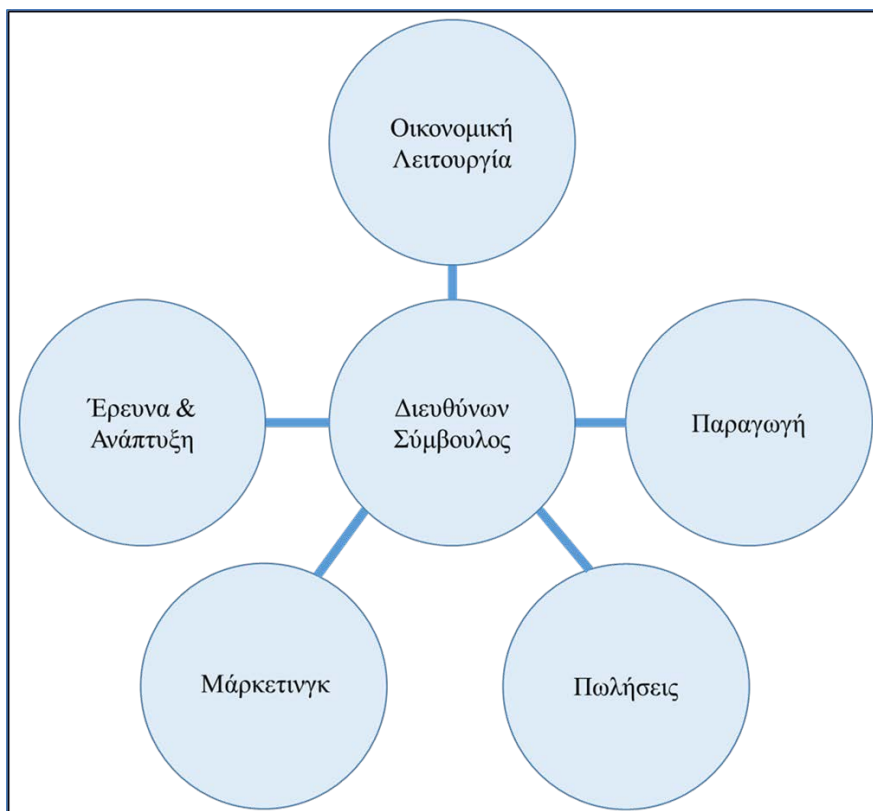 Οικονομική
Λειτουργία
Έρευνα &
Ανάπτυξη
Διευθύνων
Σύμβουλος
Παραγωγή
Μάρκετινγκ
Πωλήσεις